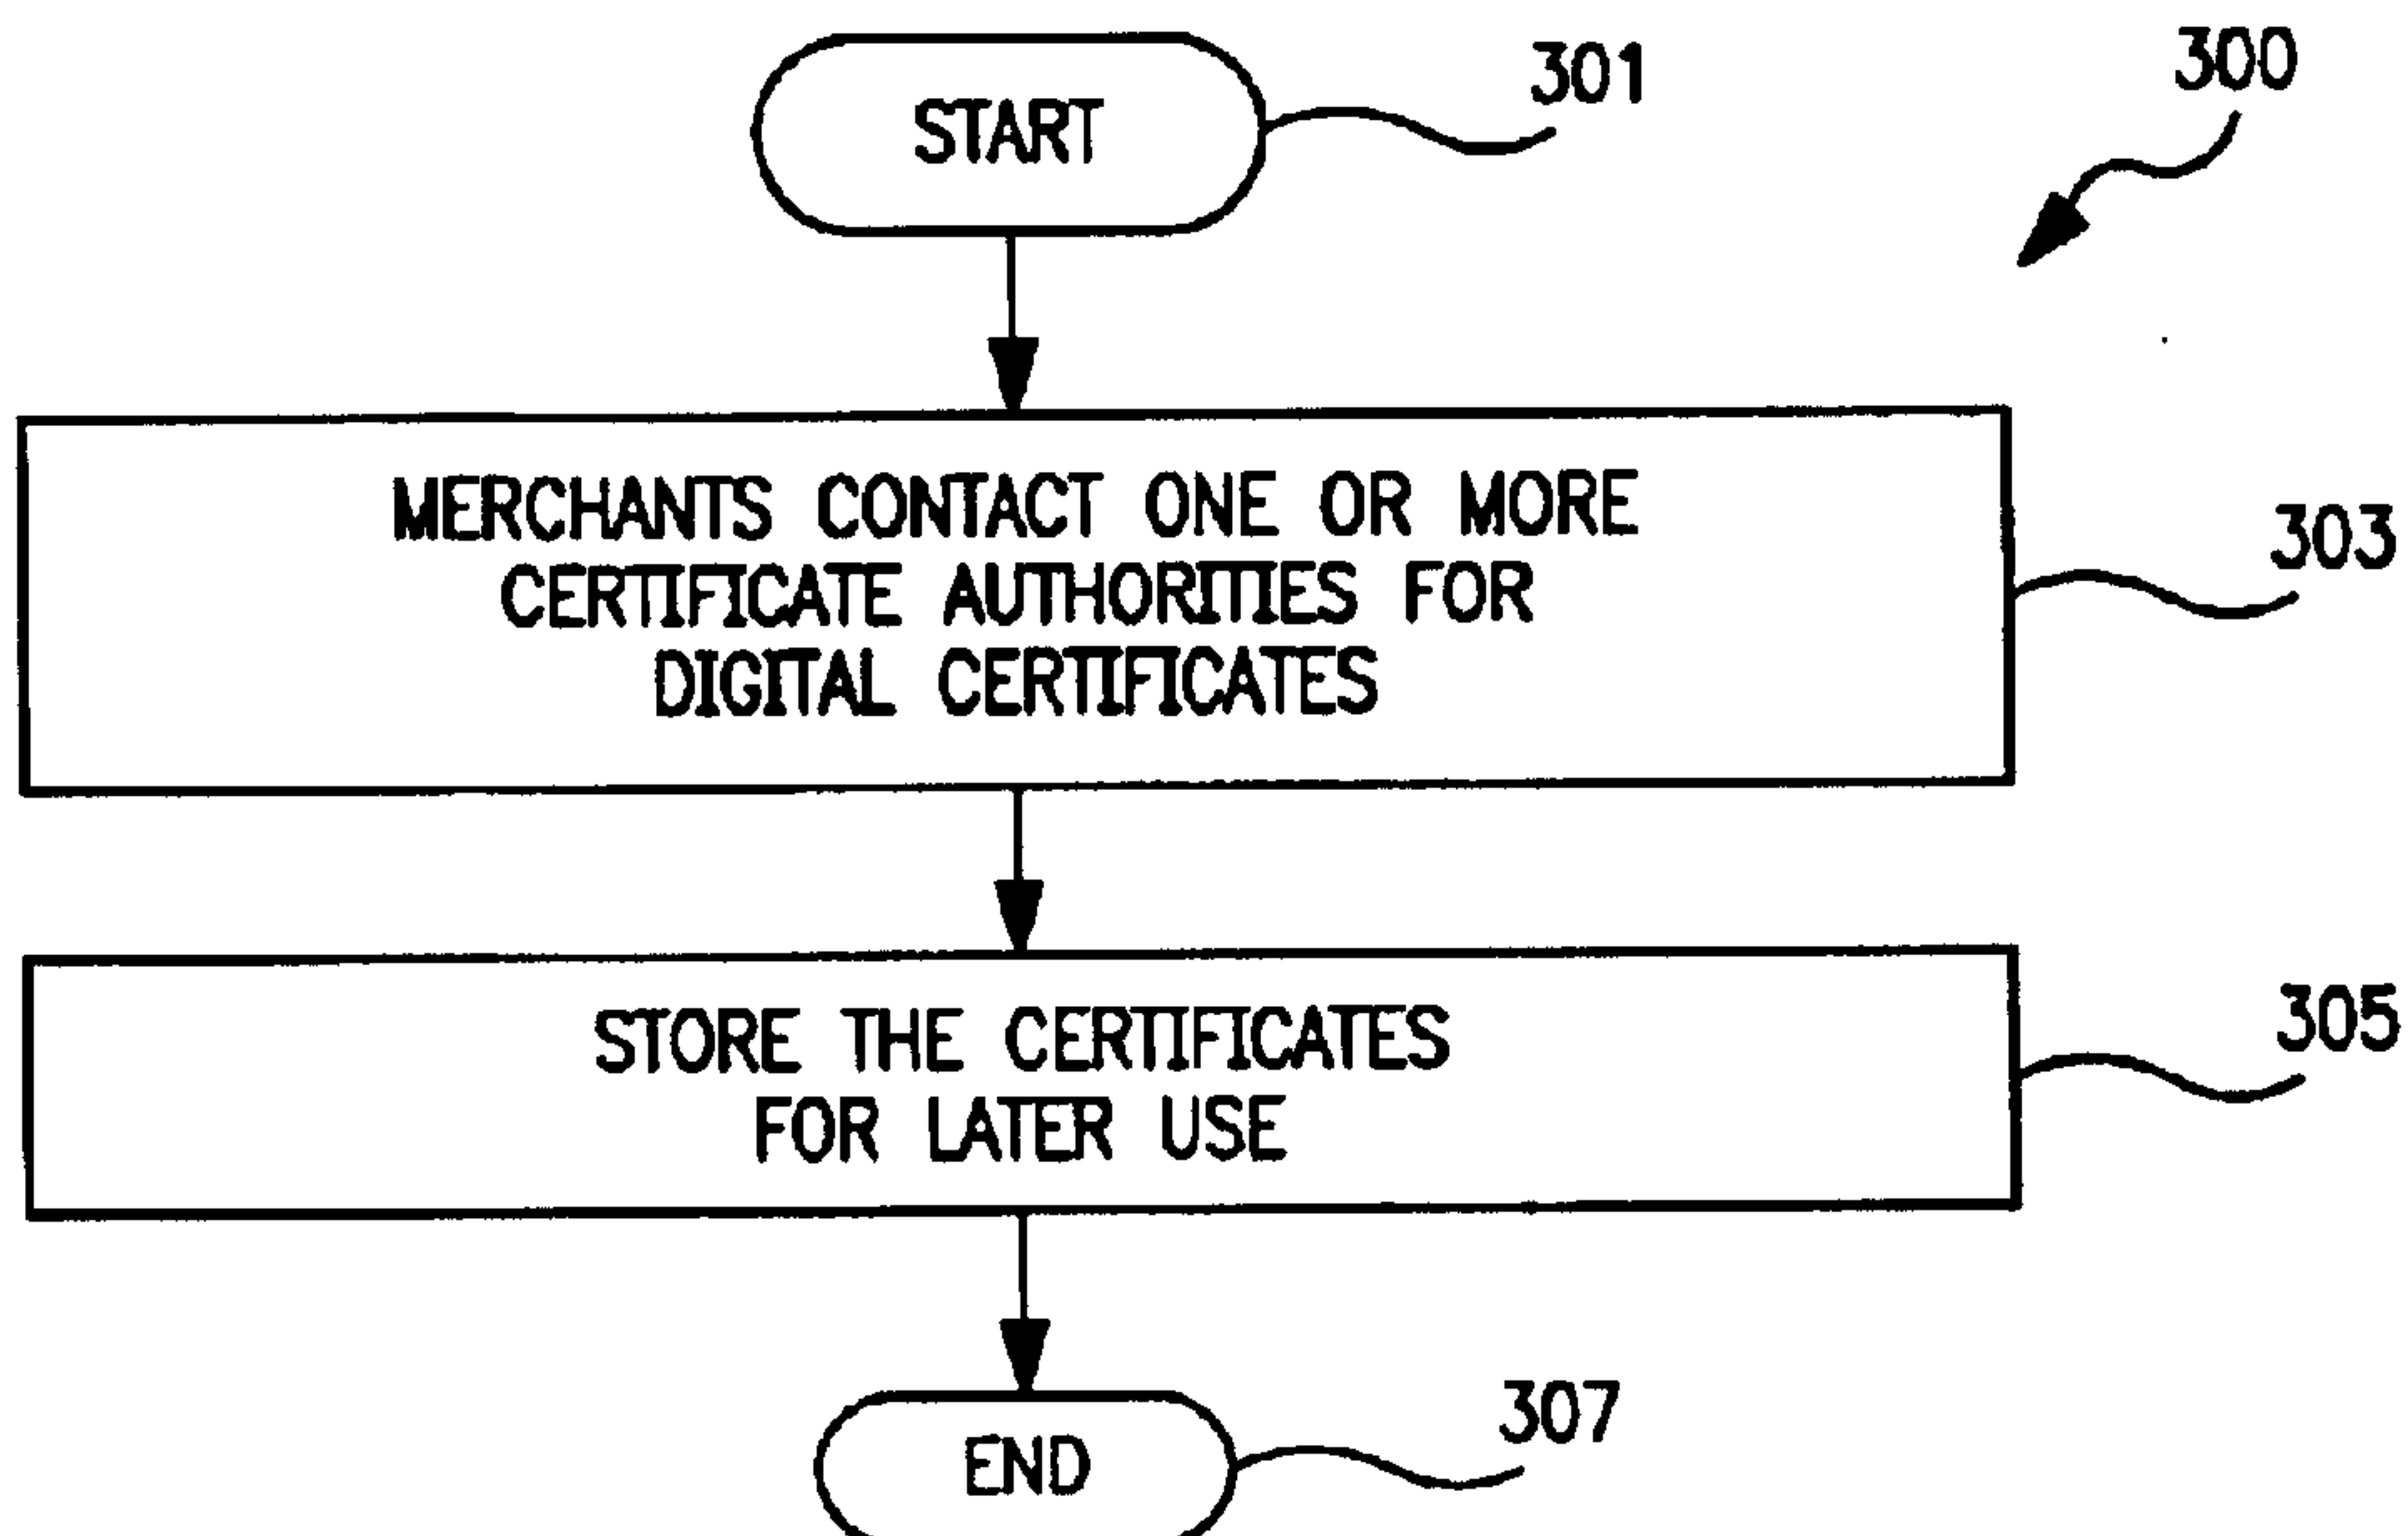 START
301
300
MERCHANTS CONTACT ONE OR MORE
CERTIFICATE AUTHORITIES FOR
DIGITAL CERTIFICATES
303
STORE THE CERTIFICATES
FOR LATER USE
305
END
307